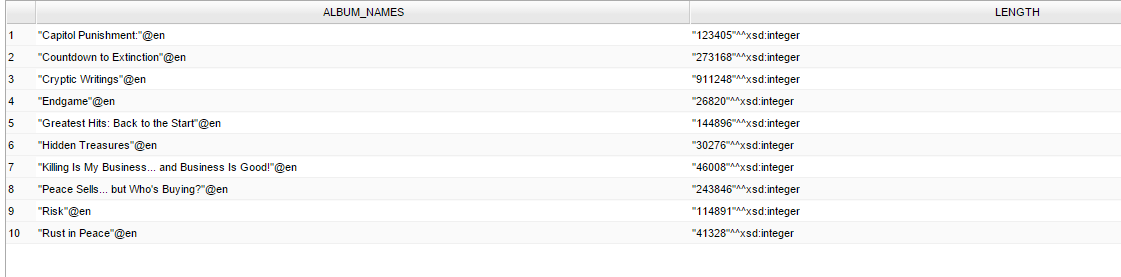 ALBUM_NAMES LENGTH
1 "Capitol Punishment:"@en "123405"^^xsd:integer
2 "Countdown to Extinction"@en "273168"^^xsd:integer
3 "Cryptic Writings"@en "911248"^^xsd:integer
4 "Endgame"@en "26820"^^xsd:integer
5 "Greatest Hits: Back to the Start"@en "144896"^^xsd:integer
6 "Hidden Treasures"@en "30276"^^xsd:integer
7 "Killing Is My Business... and Business Is Good!"@en "46008"^^xsd:integer
8 "Peace Sells... but Who's Buying?"@en "243846"^^xsd:integer
9 "Risk"@en "114891"^^xsd:integer
10 "Rust in Peace"@en "41328"^^xsd:integer